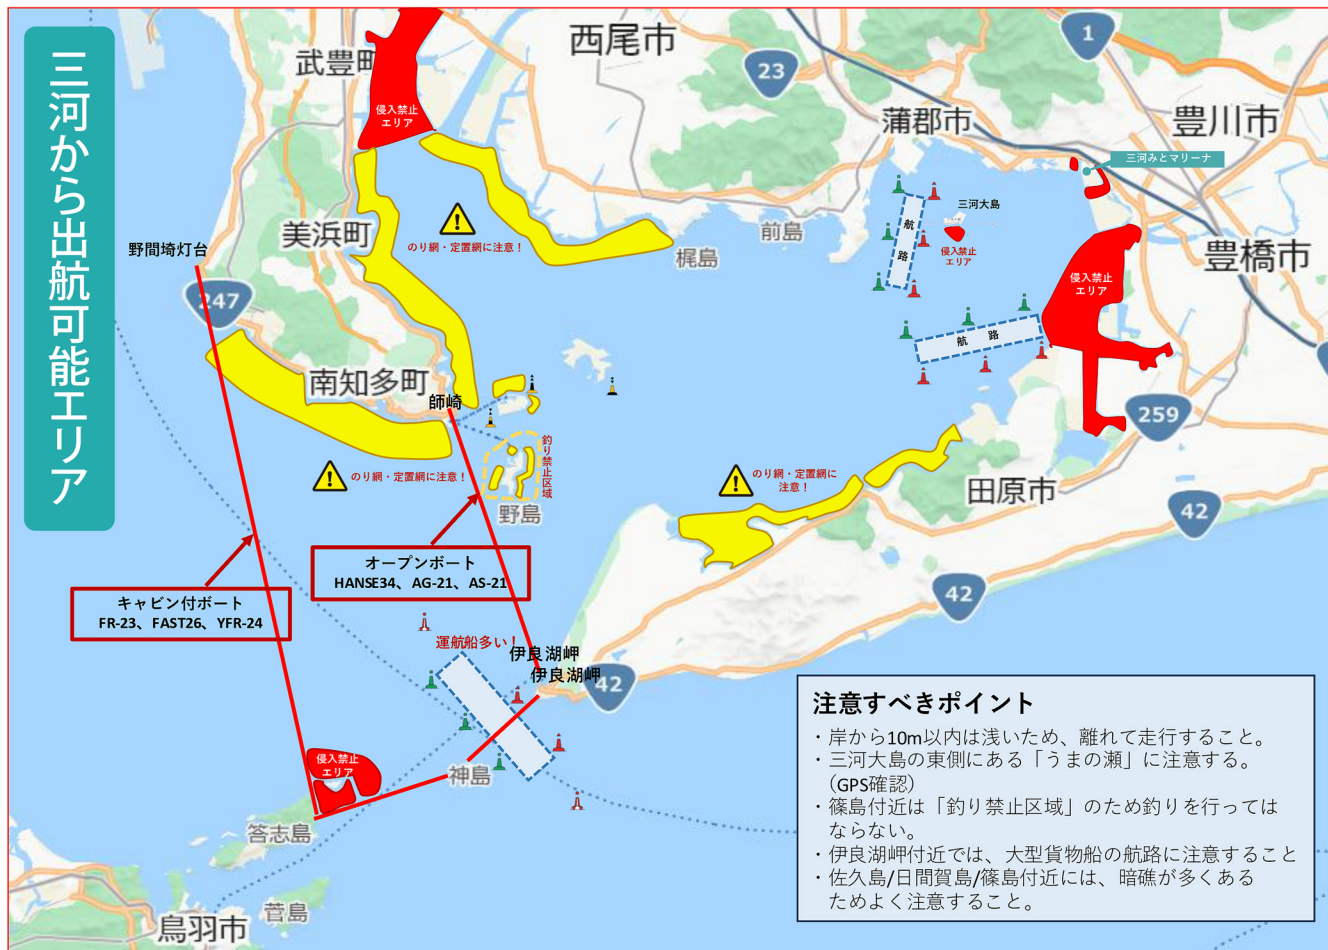 三河から出航可能エリア
武豊町
西尾市
23
1
侵入禁止
エリア
蒲郡市
豊川市
三河みとマリーナ
三河大島
航路
侵入禁止
エリア
美浜町
のり網・定置網に注意！
前島
梶島
豊橋市
野間埼灯台
247
侵入禁止
エリア
航 路
南知多町
師崎
釣り禁止区域
259
のり網・定置網に注意！
のり網・定置網に
注意！
田原市
野島
42
オープンボート
HANSE34、AG-21、AS-21
キャビン付ボート
FR-23、FAST26、YFR-24
42
運航船多い！
伊良湖岬
伊良湖岬
42
侵入禁止
エリア
神島
答志島
菅島
鳥羽市
注意すべきポイント
・岸から10m以内は浅いため、離れて走行すること。
・三河大島の東側にある「うまの瀬」に注意する。
（GPS確認）
・篠島付近は「釣り禁止区域」のため釣りを行っては
ならない。
・伊良湖岬付近では、大型貨物船の航路に注意すること
・佐久島/日間賀島/篠島付近には、暗礁が多くある
ためよく注意すること。